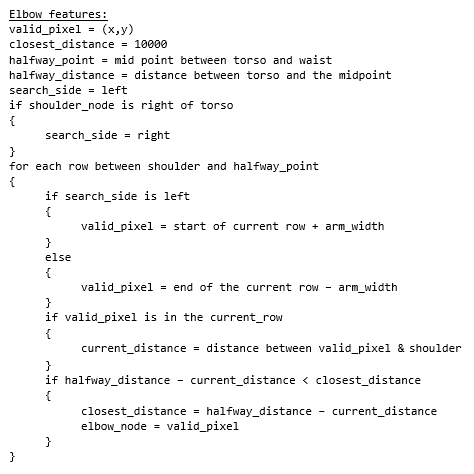 Elbow features:
valid_pixel = (x,y)
closest_distance = 10000
halfway_point = mid point between torso and waist
halfway_distance = distance between torso and the midpoint
search_side = left
if shoulder_node is right of torso
{
search_side = right
}
for each row between shoulder and halfway_point
{
if search_side is left
{
valid_pixel = start of current row + arm_width
}
else
{
valid_pixel = end of the current row – arm_width
}
if valid_pixel is in the current_row
{
current_distance = distance between valid_pixel & shoulder
}
if halfway_distance – current_distance < closest_distance
{
closest_distance = halfway_distance – current_distance
elbow_node = valid_pixel
}
}